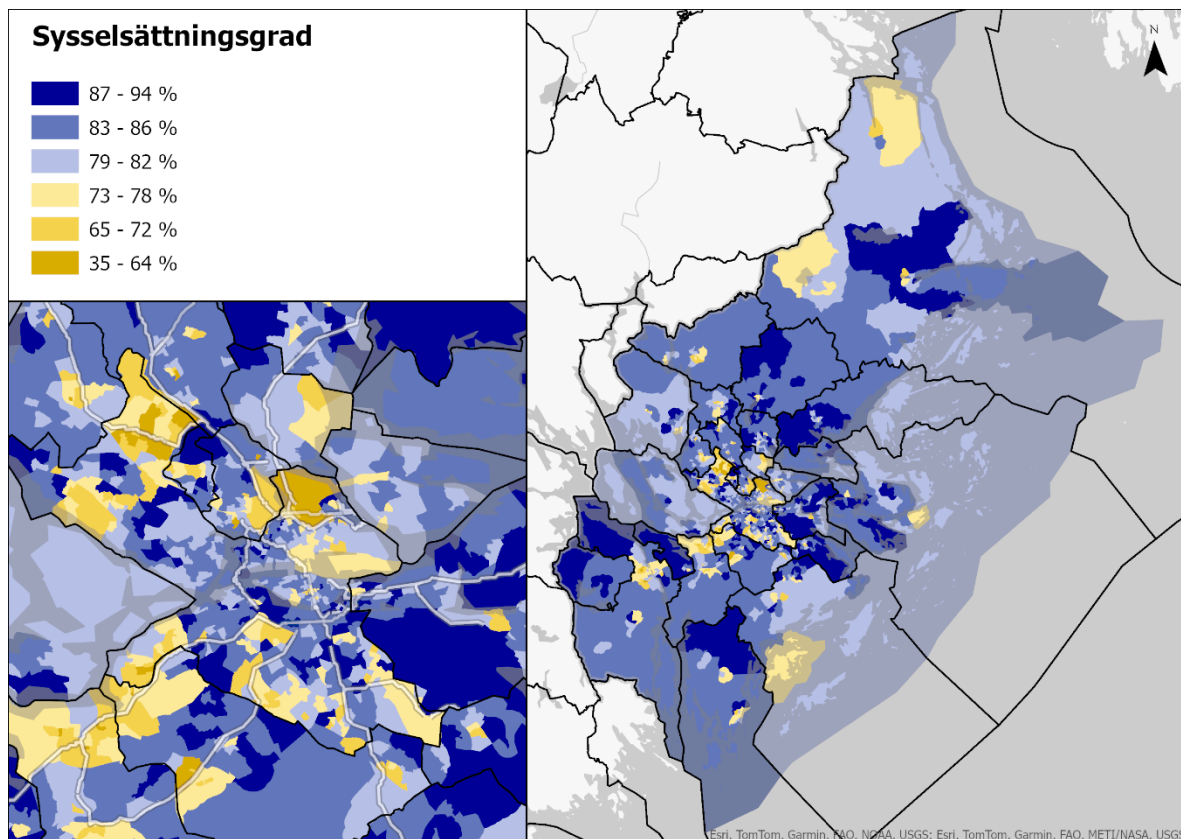 Sysselsättningsgrad
87 - 94 %
83 - 86 %
79 - 82 %
73 - 78 %
65 - 72 %
35 - 64 %
N
Esri, TomTom, Garmin, FAO, NOAA, USGS; Esri, TomTom, Garmin, FAO, METI/NASA, USGS